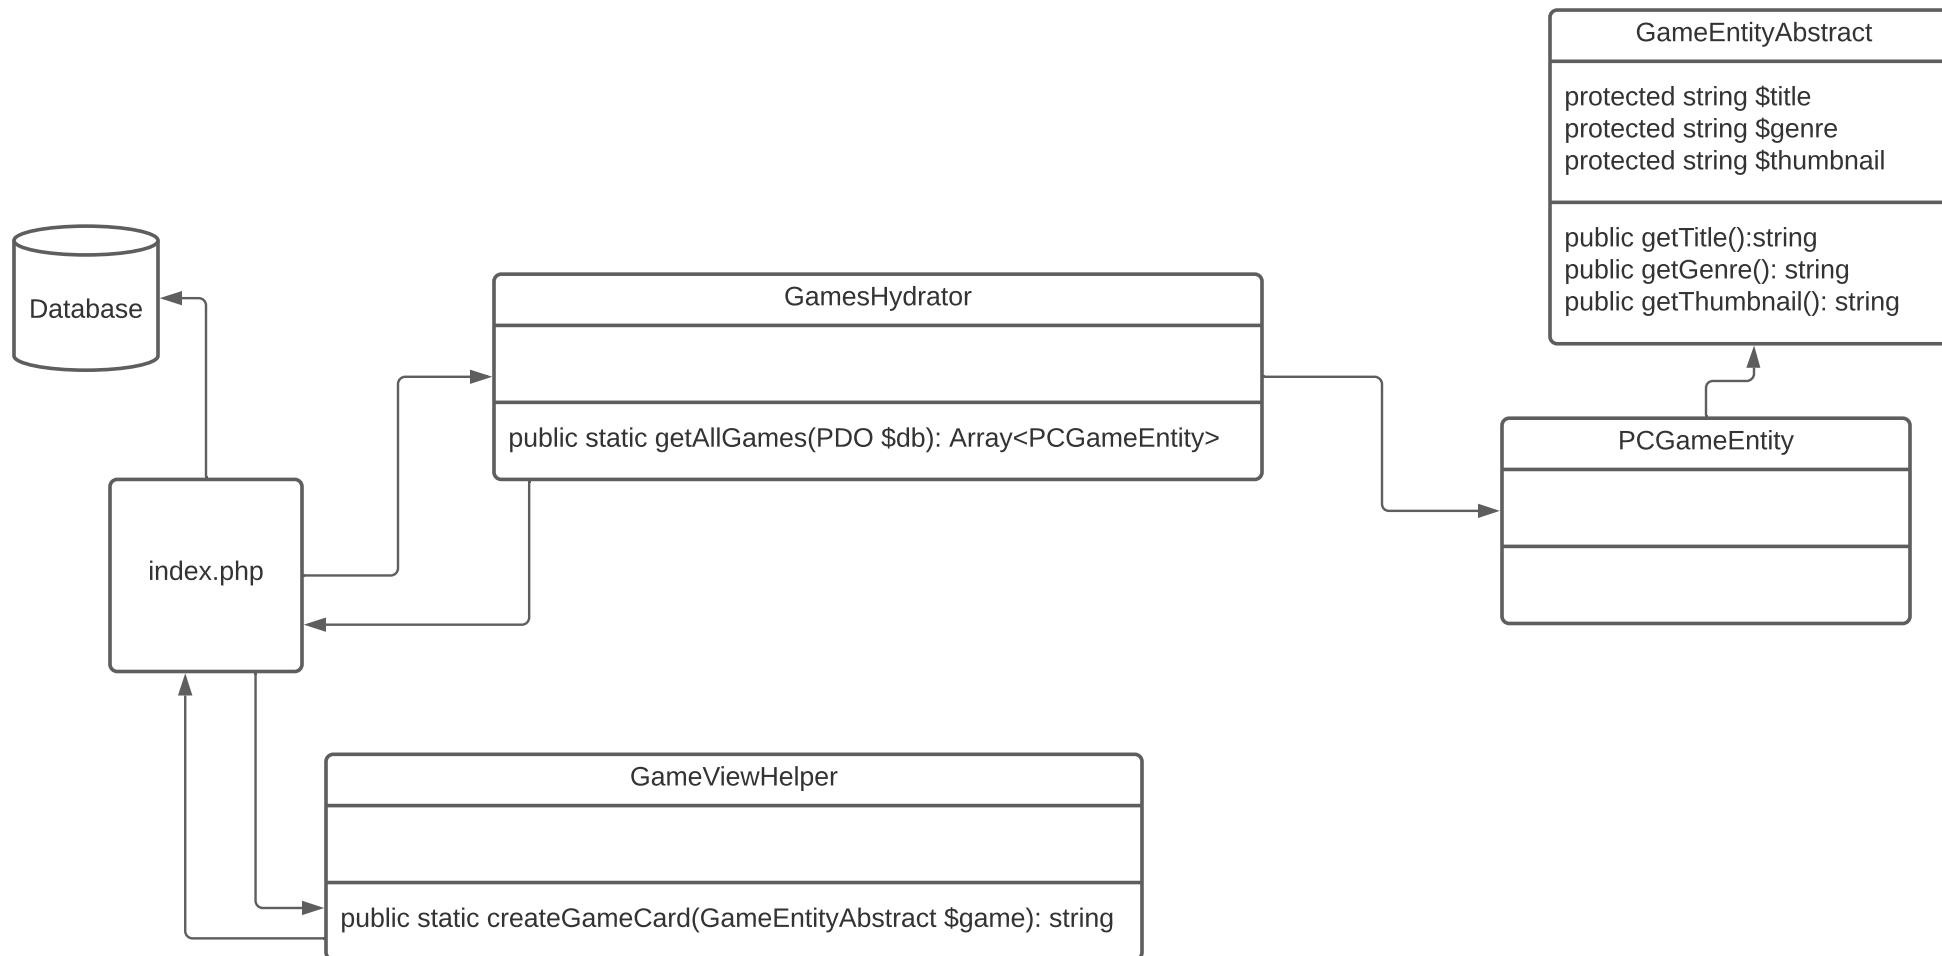 GameEntityAbstract
protected string $title
protected string $genre
protected string $thumbnail
public getTitle():string
public getGenre(): string
public getThumbnail(): string
Database
GamesHydrator
public static getAllGames(PDO $db): Array<PCGameEntity>
PCGameEntity
index.php
GameViewHelper
public static createGameCard(GameEntityAbstract $game): string